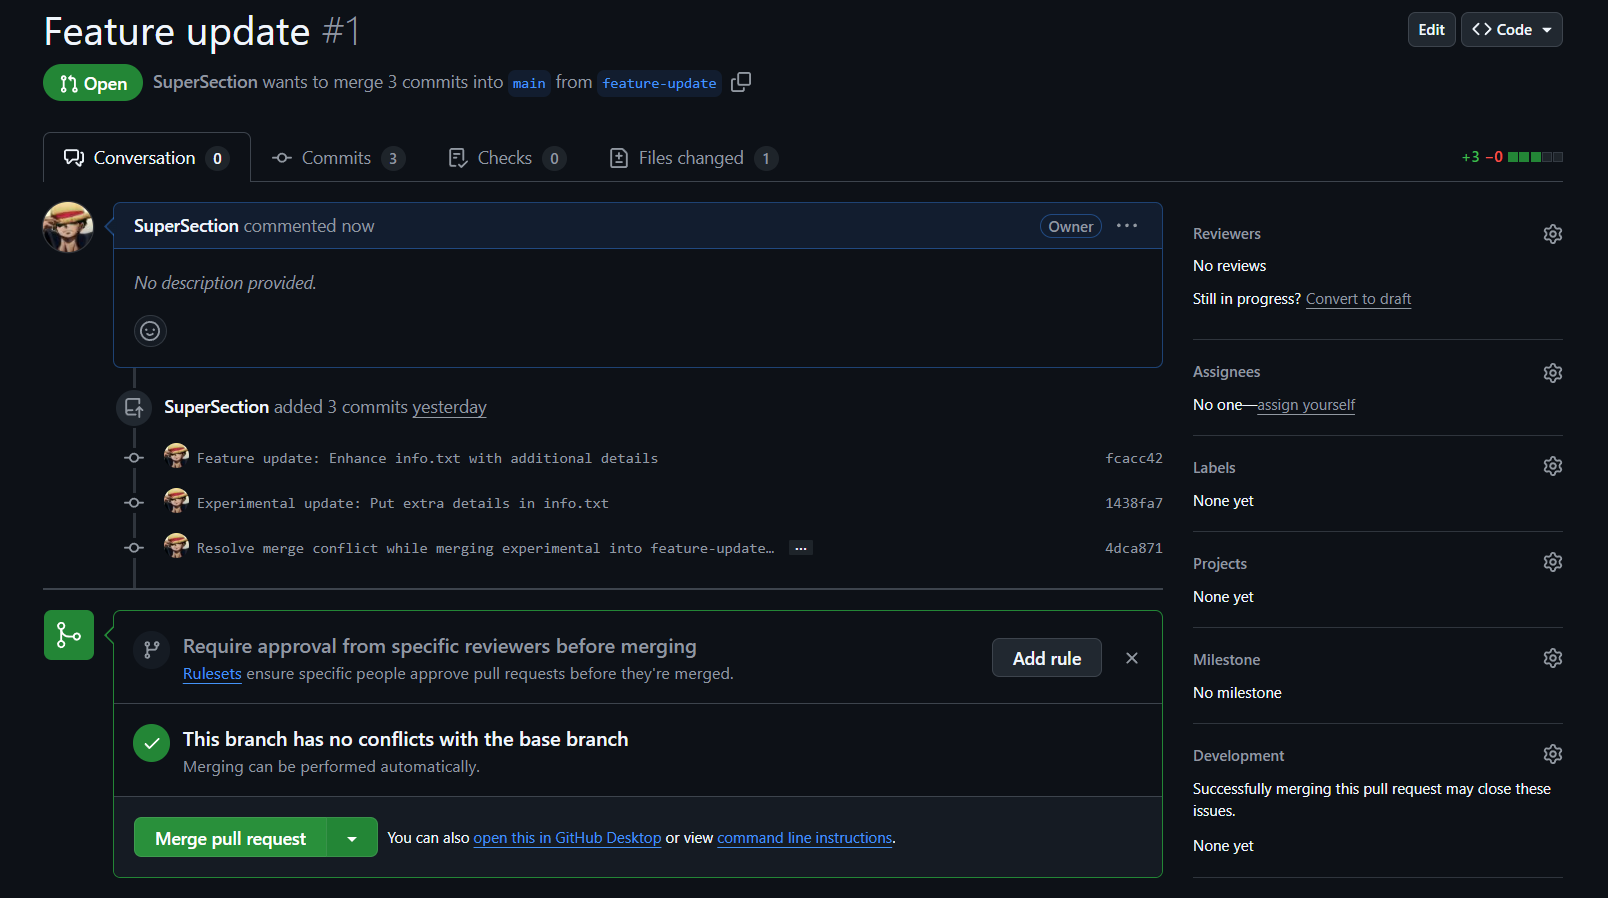 Feature update #1
Edit
<> Code
Open
SuperSection wants to merge 3 commits into main from feature-update
Conversation 0
Commits 3
Checks 0
Files changed 1
+3 −0
SuperSection commented now
Owner
No description provided.
SuperSection added 3 commits yesterday
Feature update: Enhance info.txt with additional details
fcacc42
Experimental update: Put extra details in info.txt
1438fa7
Resolve merge conflict while merging experimental into feature-update…
4dca871
Require approval from specific reviewers before merging
Rulesets ensure specific people approve pull requests before they're merged.
Add rule
This branch has no conflicts with the base branch
Merging can be performed automatically.
Merge pull request
You can also open this in GitHub Desktop or view command line instructions.
Reviewers
No reviews
Still in progress? Convert to draft
Assignees
No one—assign yourself
Labels
None yet
Projects
None yet
Milestone
No milestone
Development
Successfully merging this pull request may close these
issues.
None yet